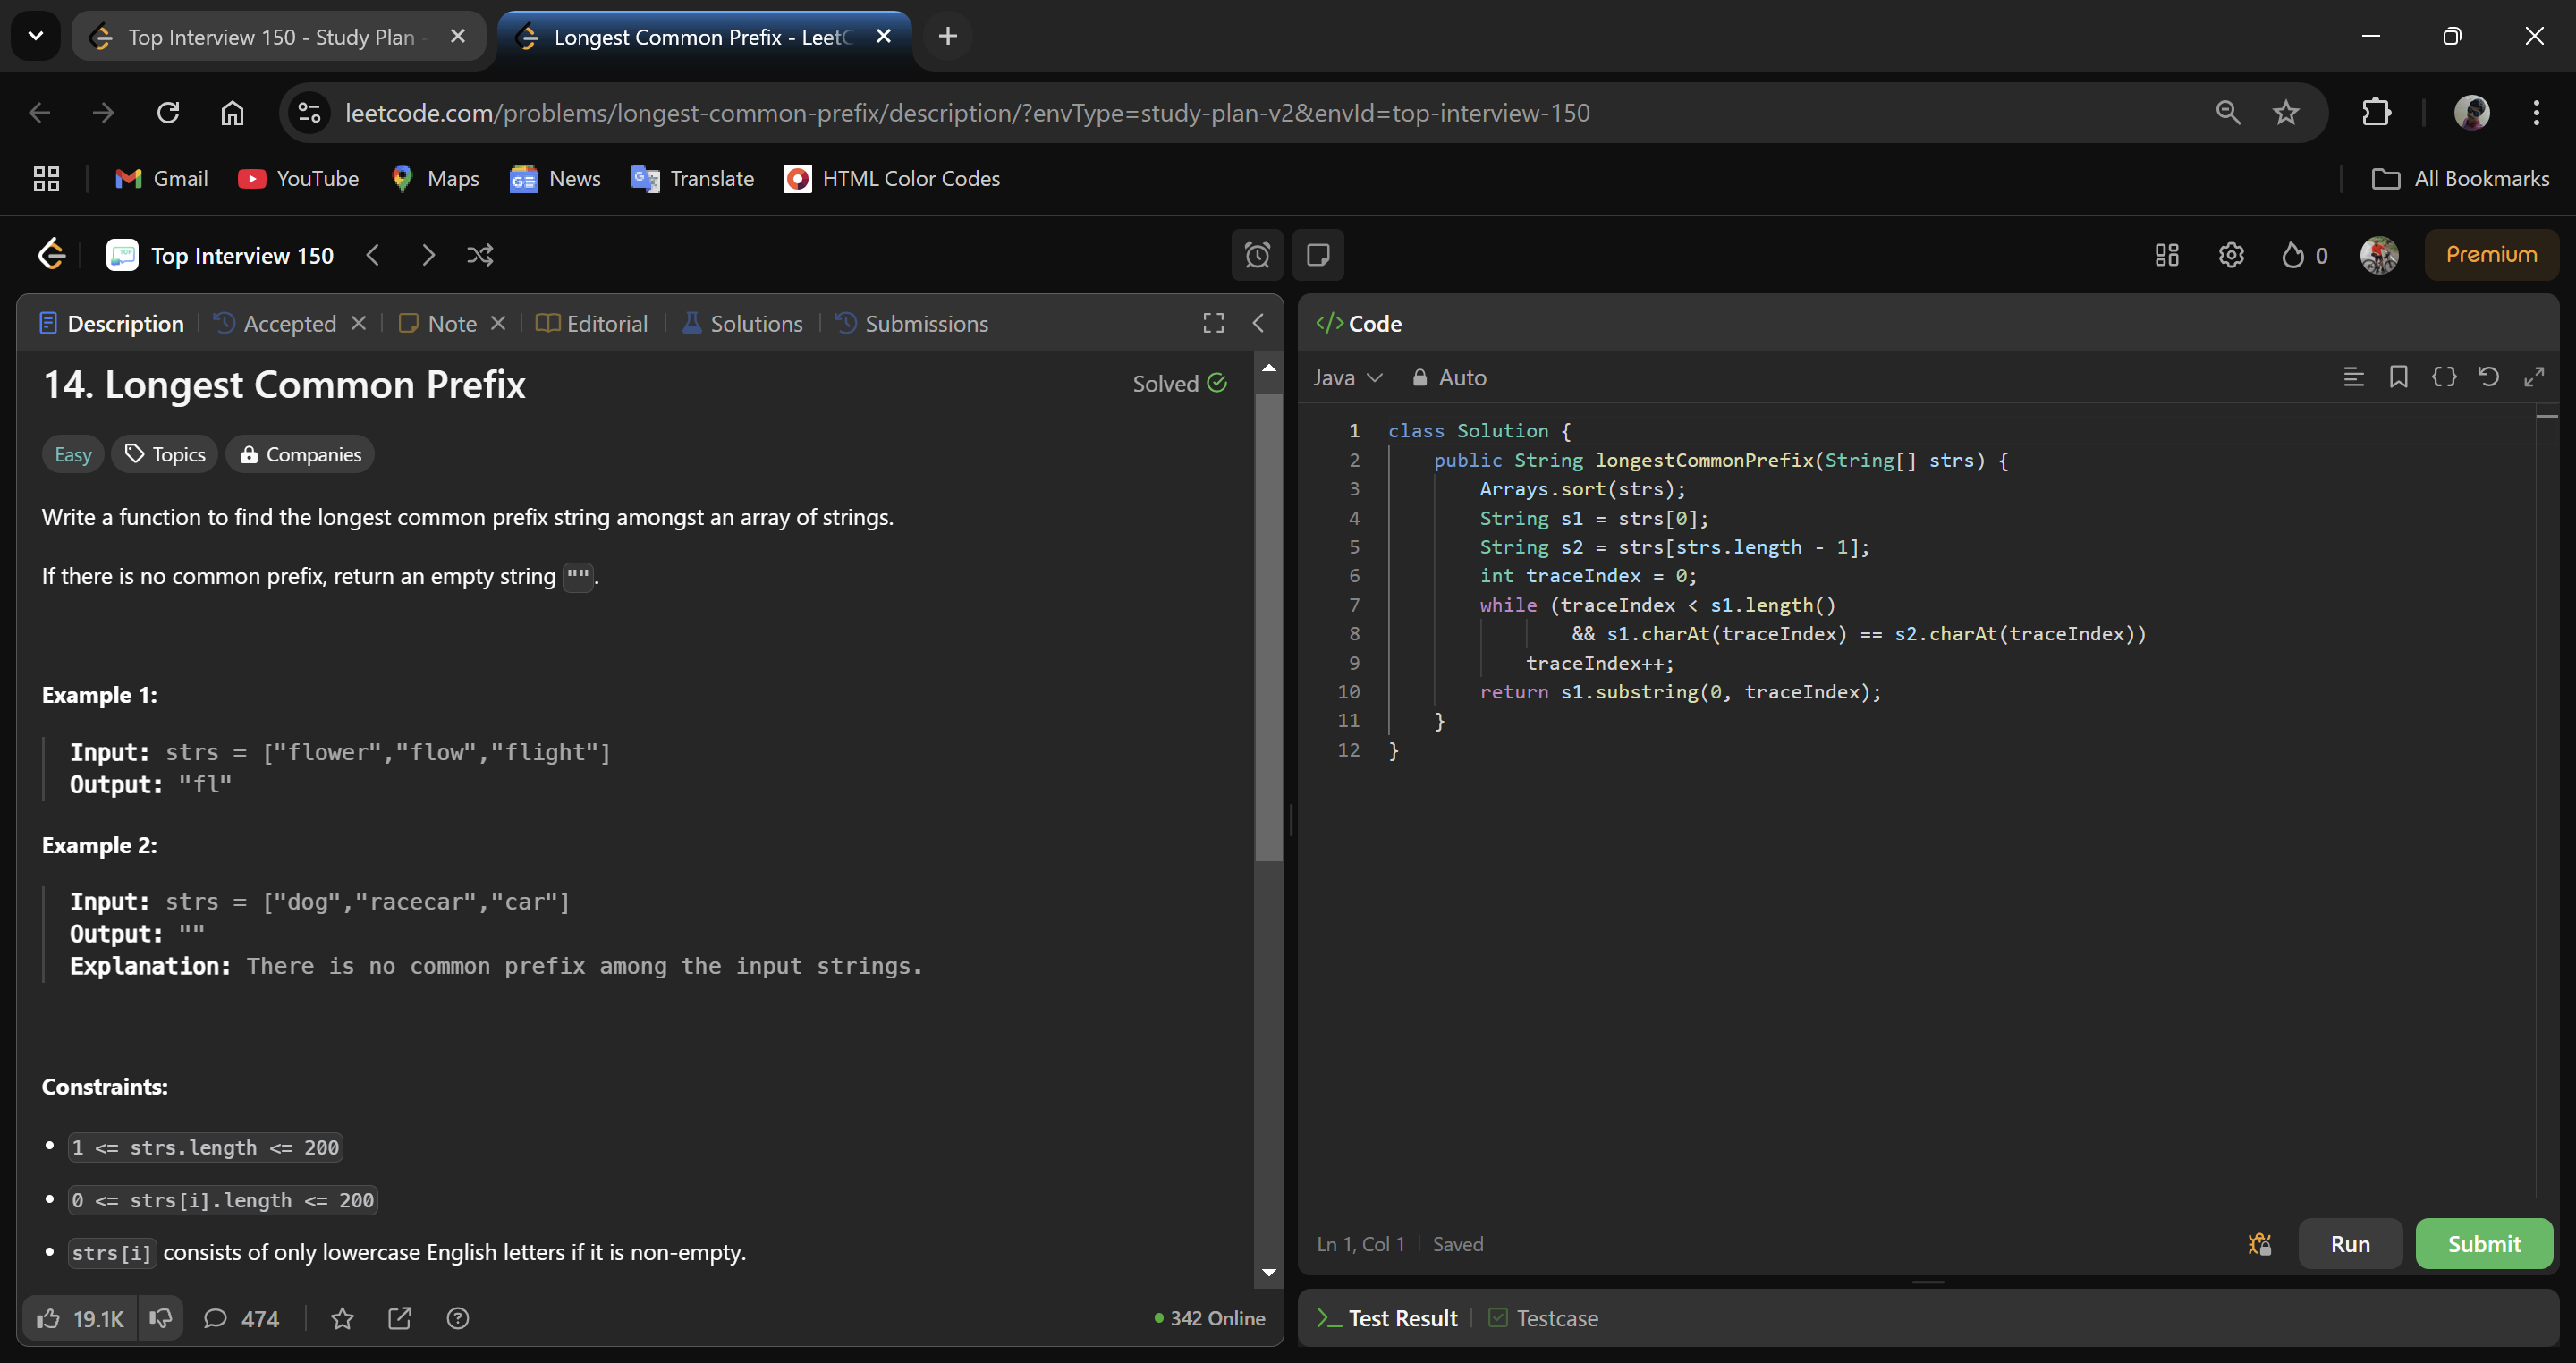 Top Interview 150 - Study Plan -
Longest Common Prefix - LeetC
leetcode.com/problems/longest-common-prefix/description/?envType=study-plan-v2&envId=top-interview-150
Gmail YouTube Maps News Translate HTML Color Codes All Bookmarks
Top Interview 150 0 Premium
Description Accepted Note Editorial Solutions Submissions
14. Longest Common Prefix Solved
Easy Topics Companies
Write a function to find the longest common prefix string amongst an array of strings.
If there is no common prefix, return an empty string "".
Example 1:
Input: strs = ["flower","flow","flight"]
Output: "fl"
Example 2:
Input: strs = ["dog","racecar","car"]
Output: ""
Explanation: There is no common prefix among the input strings.
Constraints:
• 1 <= strs.length <= 200
• 0 <= strs[i].length <= 200
• strs[i] consists of only lowercase English letters if it is non-empty.
19.1K 474 342 Online
</> Code
Java Auto
1 class Solution {
2 public String longestCommonPrefix(String[] strs) {
3 Arrays.sort(strs);
4 String s1 = strs[0];
5 String s2 = strs[strs.length - 1];
6 int traceIndex = 0;
7 while (traceIndex < s1.length()
8 && s1.charAt(traceIndex) == s2.charAt(traceIndex))
9 traceIndex++;
10 return s1.substring(0, traceIndex);
11 }
12 }
Ln 1, Col 1 Saved Run Submit
Test Result Testcase